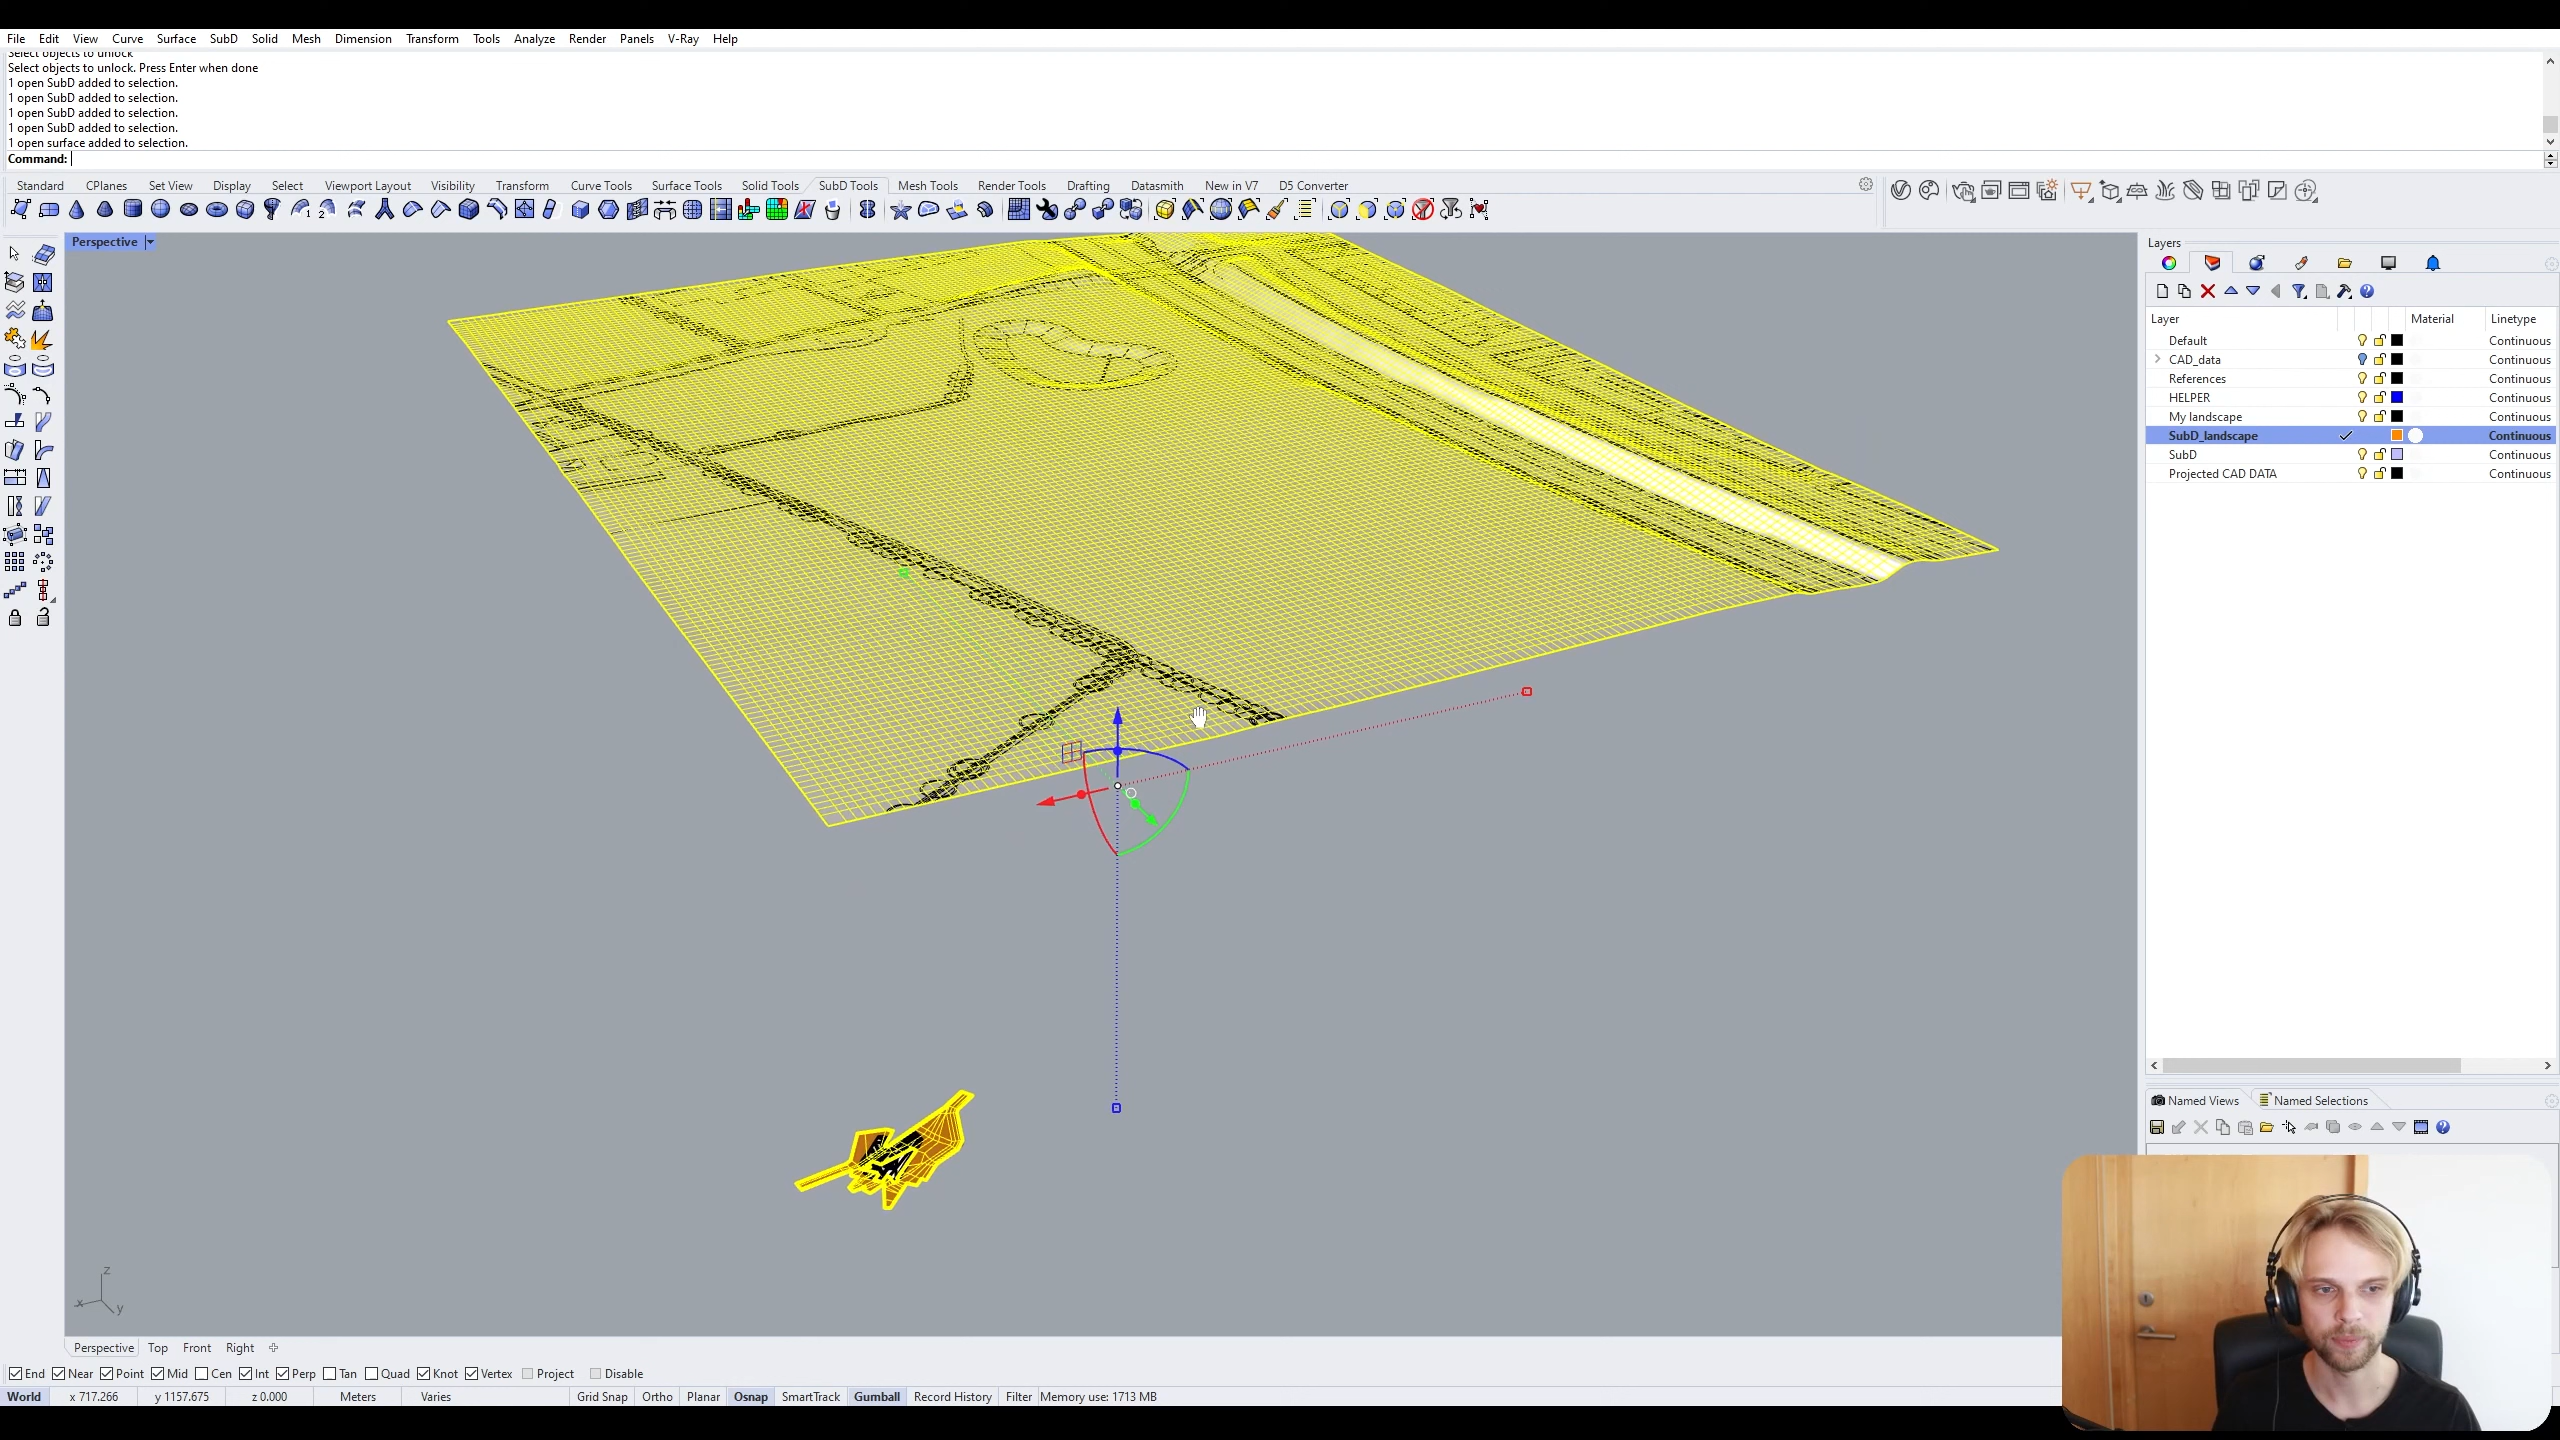 File Edit View Curve Surface SubD Solid Mesh Dimension Transform Tools Analyze Render Panels V-Ray Help
Select objects to unlock
Select objects to unlock. Press Enter when done
1 open SubD added to selection.
1 open SubD added to selection.
1 open SubD added to selection.
1 open SubD added to selection.
1 open surface added to selection.
Command:
Standard CPlanes Set View Display Select Viewport Layout Visibility Transform Curve Tools Surface Tools Solid Tools SubD Tools Mesh Tools Render Tools Drafting Datasmith New in V7 D5 Converter
Perspective
Layers
Layer Material Linetype
Default Continuous
CAD_data Continuous
References Continuous
HELPER Continuous
My landscape Continuous
SubD_landscape Continuous
SubD Continuous
Projected CAD DATA Continuous
Named Views Named Selections
z
x y
Perspective Top Front Right
End Near Point Mid Cen Int Perp Tan Quad Knot Vertex Project Disable
World x 717.266 y 1157.675 z 0.000 Meters Varies Grid Snap Ortho Planar Osnap SmartTrack Gumball Record History Filter Memory use: 1713 MB